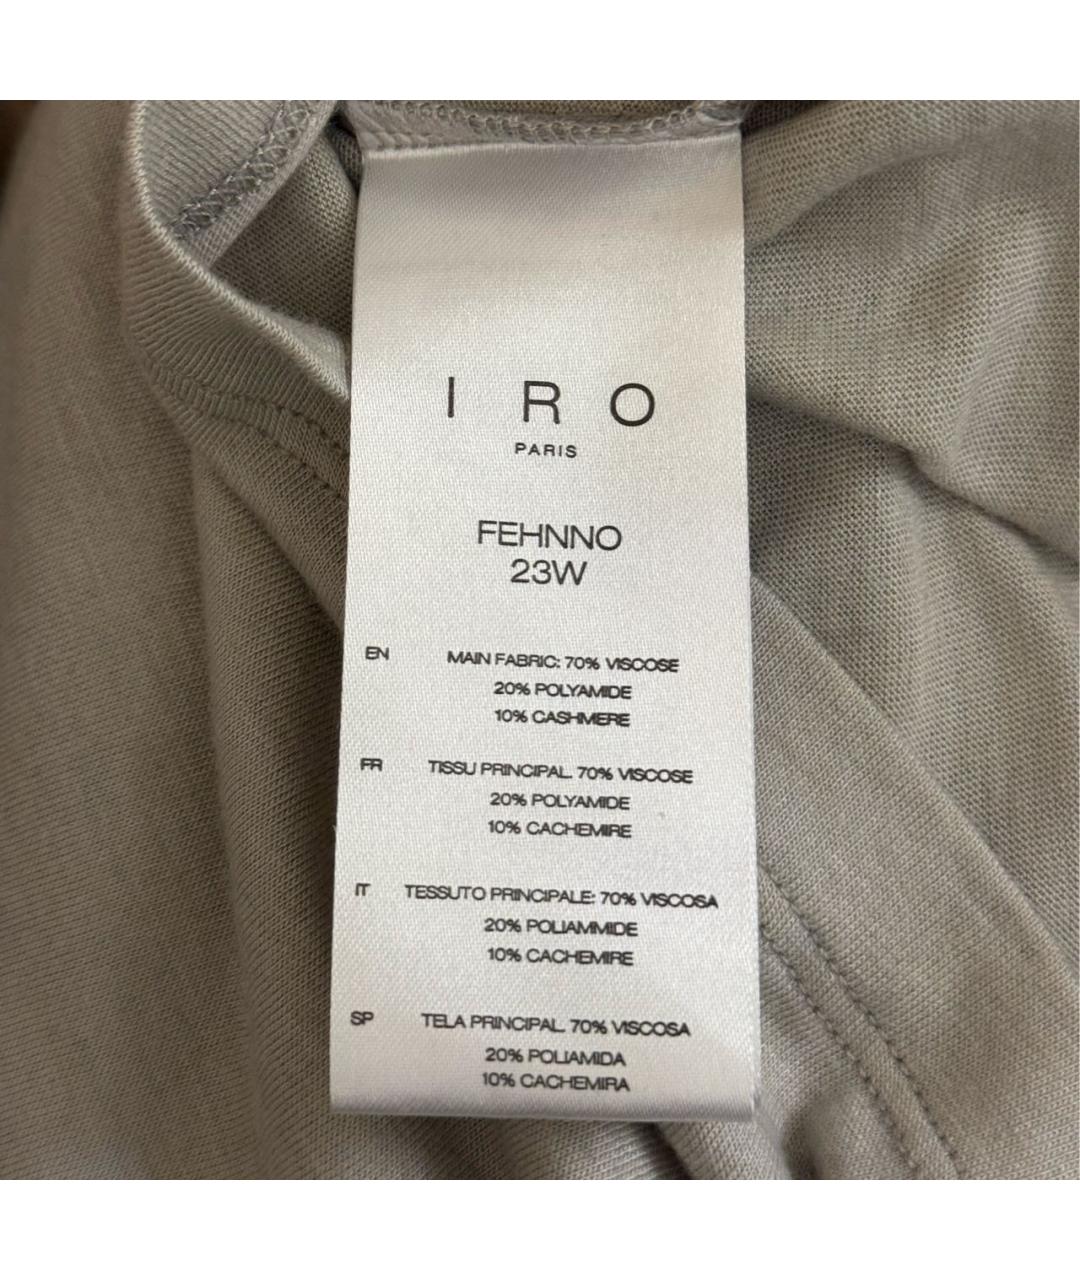 I R O
PARIS
FEHNNO
23W
EN MAIN FABRIC: 70% VISCOSE
20% POLYAMIDE
10% CASHMERE
FR TISSU PRINCIPAL. 70% VISCOSE
20% POLYAMIDE
10% CACHEMIRE
IT TESSUTO PRINCIPALE: 70% VISCOSA
20% POLIAMMIDE
10% CACHEMIRE
SP TELA PRINCIPAL. 70% VISCOSA
20% POLIAMIDA
10% CACHEMIRA